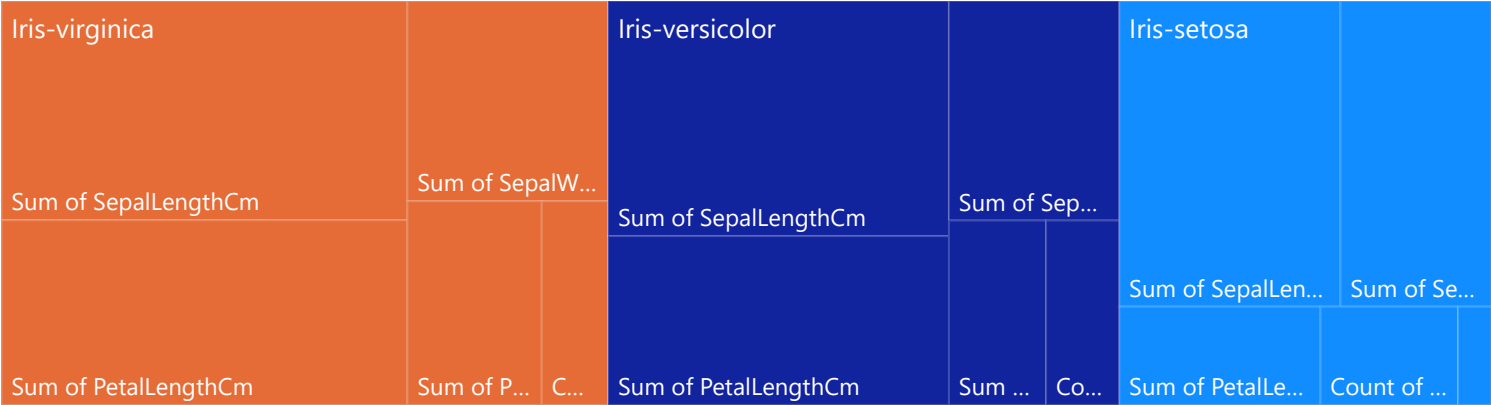 Iris-virginica
Sum of SepalLengthCm
Sum of SepalW...
Sum of PetalLengthCm
Sum of P...
C...
Iris-versicolor
Sum of SepalLengthCm
Sum of Sep...
Sum of PetalLengthCm
Sum ...
Co...
Iris-setosa
Sum of SepalLen...
Sum of Se...
Sum of PetalLe...
Count of ...